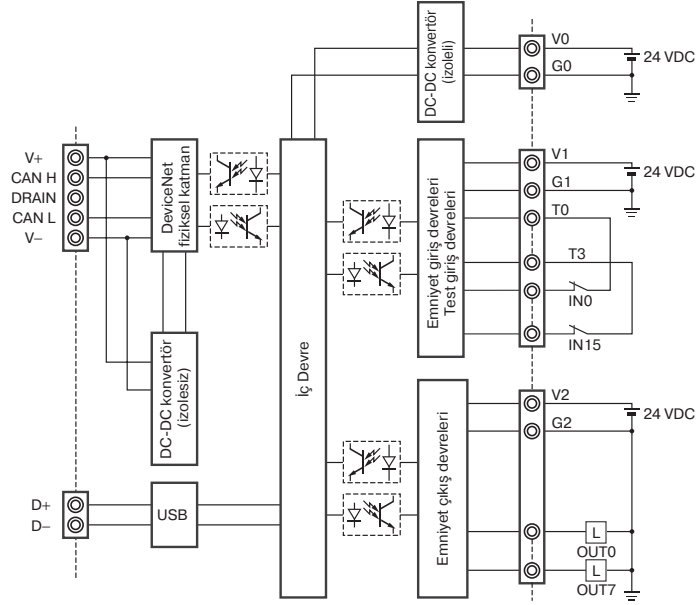 V+
CAN H
DRAIN
CAN L
V–
DeviceNet
fiziksel katman
DC-DC konvertör
(izolesiz)
D+
D–
USB
İç Devre
DC-DC konvertör
(izoleli)
V0
G0
24 VDC
Emniyet giriş devreleri
Test giriş devreleri
V1
G1
24 VDC
T0
T3
IN0
IN15
Emniyet çıkış devreleri
V2
G2
24 VDC
L
OUT0
L
OUT7